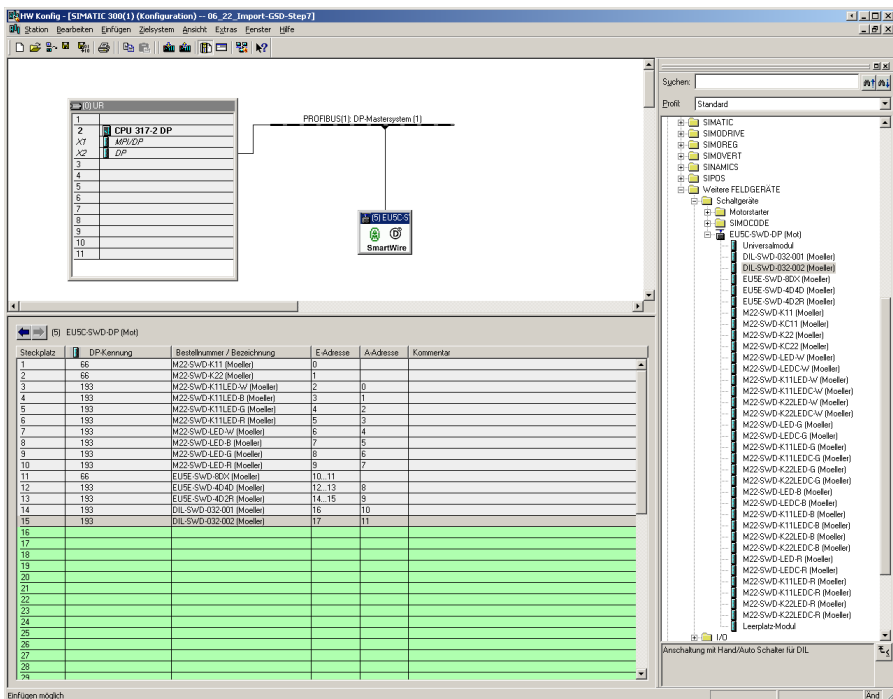 HW Konfig - [SIMATIC 300(1) (Konfiguration) -- 06_22_Import-GSD-Step7]
Station Bearbeiten Einfügen Zielsystem Ansicht Extras Fenster Hilfe
(0) UR
1
2 CPU 317-2 DP
X1 MPI/DP
X2 DP
3
4
5
6
7
8
9
10
11
PROFIBUS(1): DP-Mastersystem (1)
(5) EU5C-S
SmartWire
(5) EU5C-SWD-DP (Mot)
Steckplatz DP-Kennung Bestellnummer / Bezeichnung E-Adresse A-Adresse Kommentar
1 66 M22-SWD-K11 (Moeller) 0
2 66 M22-SWD-K22 (Moeller) 1
3 193 M22-SWD-K11LED-W (Moeller) 2 0
4 193 M22-SWD-K11LED-B (Moeller) 3 1
5 193 M22-SWD-K11LED-G (Moeller) 4 2
6 193 M22-SWD-K11LED-R (Moeller) 5 3
7 193 M22-SWD-LED-W (Moeller) 6 4
8 193 M22-SWD-LED-B (Moeller) 7 5
9 193 M22-SWD-LED-G (Moeller) 8 6
10 193 M22-SWD-LED-R (Moeller) 9 7
11 66 EU5E-SWD-8DX (Moeller) 10...11
12 193 EU5E-SWD-4D4D (Moeller) 12...13 8
13 193 EU5E-SWD-4D2R (Moeller) 14...15 9
14 193 DIL-SWD-032-001 (Moeller) 16 10
15 193 DIL-SWD-032-002 (Moeller) 17 11
16
17
18
19
20
21
22
23
24
25
26
27
28
29
Suchen:
Profil: Standard
SIMATIC
SIMODRIVE
SIMOREG
SIMOVERT
SINAMICS
SIPOS
Weitere FELDGERÄTE
Schaltgeräte
Motorstarter
SIMOCODE
EU5C-SWD-DP (Mot)
Universalmodul
DIL-SWD-032-001 (Moeller)
DIL-SWD-032-002 (Moeller)
EU5E-SWD-8DX (Moeller)
EU5E-SWD-4D4D (Moeller)
EU5E-SWD-4D2R (Moeller)
M22-SWD-K11 (Moeller)
M22-SWD-KC11 (Moeller)
M22-SWD-K22 (Moeller)
M22-SWD-KC22 (Moeller)
M22-SWD-LED-W (Moeller)
M22-SWD-LEDC-W (Moeller)
M22-SWD-K11LED-W (Moeller)
M22-SWD-K11LEDC-W (Moeller)
M22-SWD-K22LED-W (Moeller)
M22-SWD-K22LEDC-W (Moeller)
M22-SWD-LED-G (Moeller)
M22-SWD-LEDC-G (Moeller)
M22-SWD-K11LED-G (Moeller)
M22-SWD-K11LEDC-G (Moeller)
M22-SWD-K22LED-G (Moeller)
M22-SWD-K22LEDC-G (Moeller)
M22-SWD-LED-B (Moeller)
M22-SWD-LEDC-B (Moeller)
M22-SWD-K11LED-B (Moeller)
M22-SWD-K11LEDC-B (Moeller)
M22-SWD-K22LED-B (Moeller)
M22-SWD-K22LEDC-B (Moeller)
M22-SWD-LED-R (Moeller)
M22-SWD-LEDC-R (Moeller)
M22-SWD-K11LED-R (Moeller)
M22-SWD-K11LEDC-R (Moeller)
M22-SWD-K22LED-R (Moeller)
M22-SWD-K22LEDC-R (Moeller)
Leerplatz-Modul
I/O
Anschaltung mit Hand/Auto Schalter für DIL
Einfügen möglich
Änd